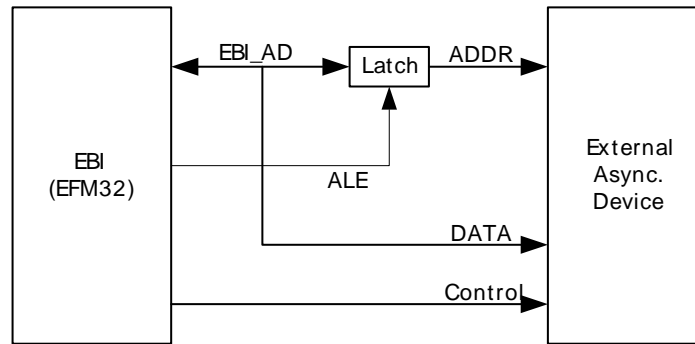 EBI_AD
Latch
ADDR
EBI
(EFM32)
ALE
External
Async.
Device
DATA
Control